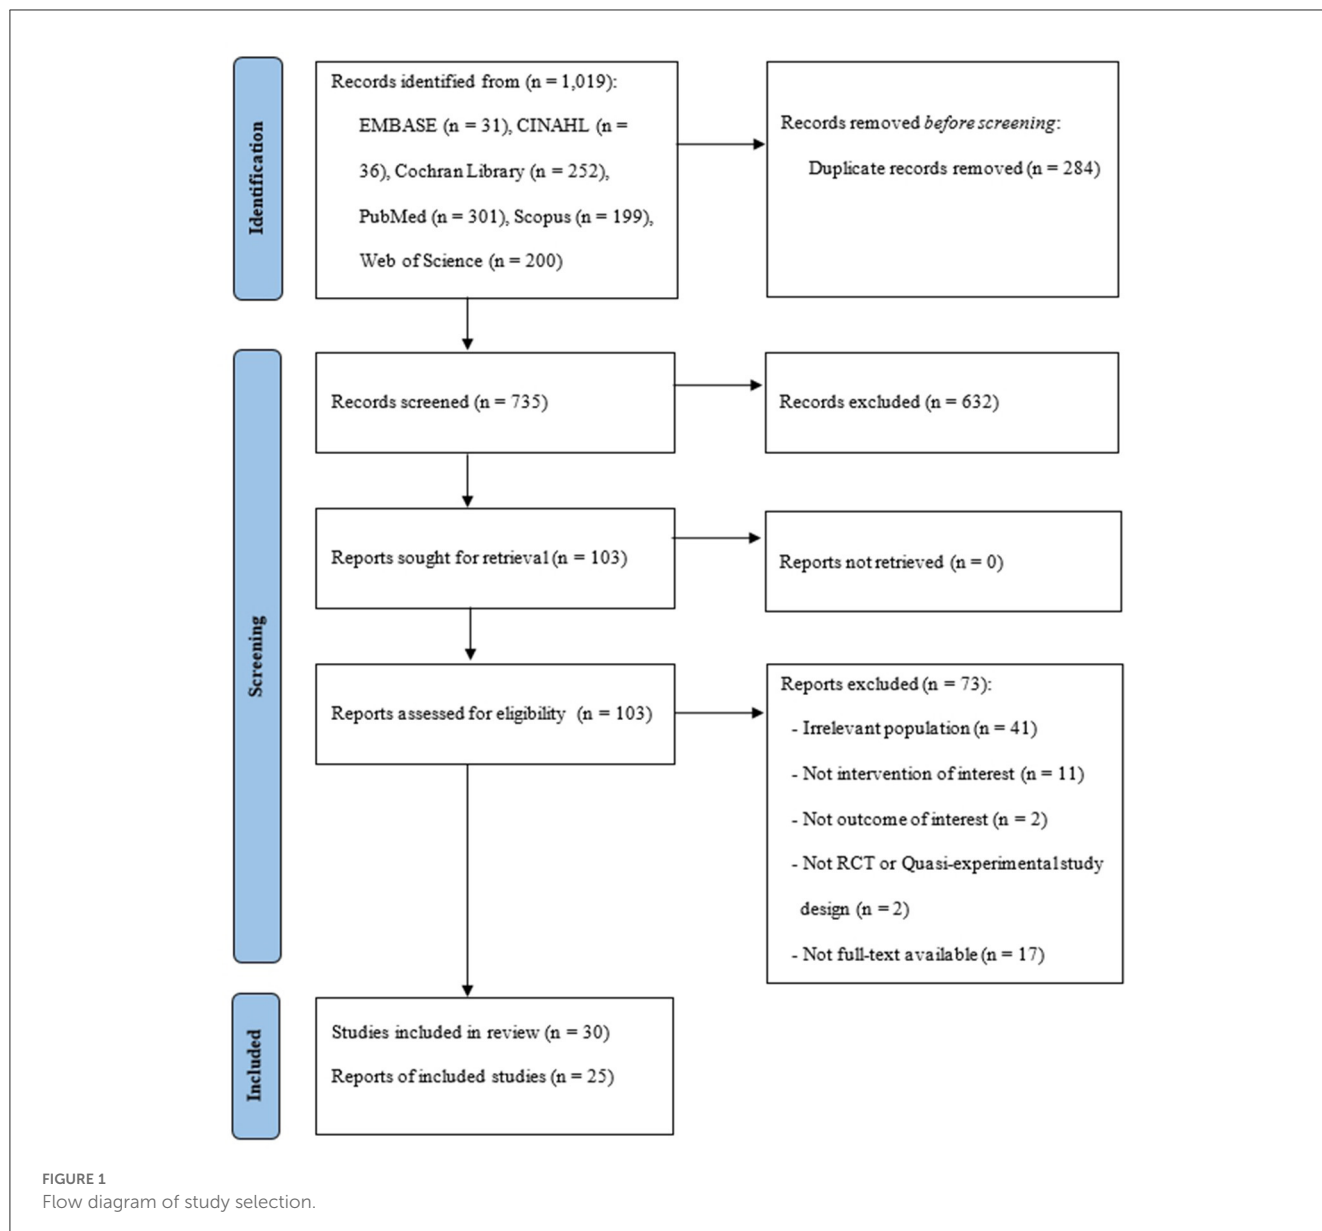 Identification
Records identified from (n = 1,019):
EMBASE (n = 31), CINAHL (n =
36), Cochran Library (n = 252),
PubMed (n = 301), Scopus (n = 199),
Web of Science (n = 200)
Records removed before screening:
Duplicate records removed (n = 284)
Screening
Records screened (n = 735)
Records excluded (n = 632)
Reports sought for retrieval (n = 103)
Reports not retrieved (n = 0)
Reports assessed for eligibility (n = 103)
Reports excluded (n = 73):
- Irrelevant population (n = 41)
- Not intervention of interest (n = 11)
- Not outcome of interest (n = 2)
- Not RCT or Quasi-experimental study
design (n = 2)
- Not full-text available (n = 17)
Included
Studies included in review (n = 30)
Reports of included studies (n = 25)
FIGURE 1
Flow diagram of study selection.